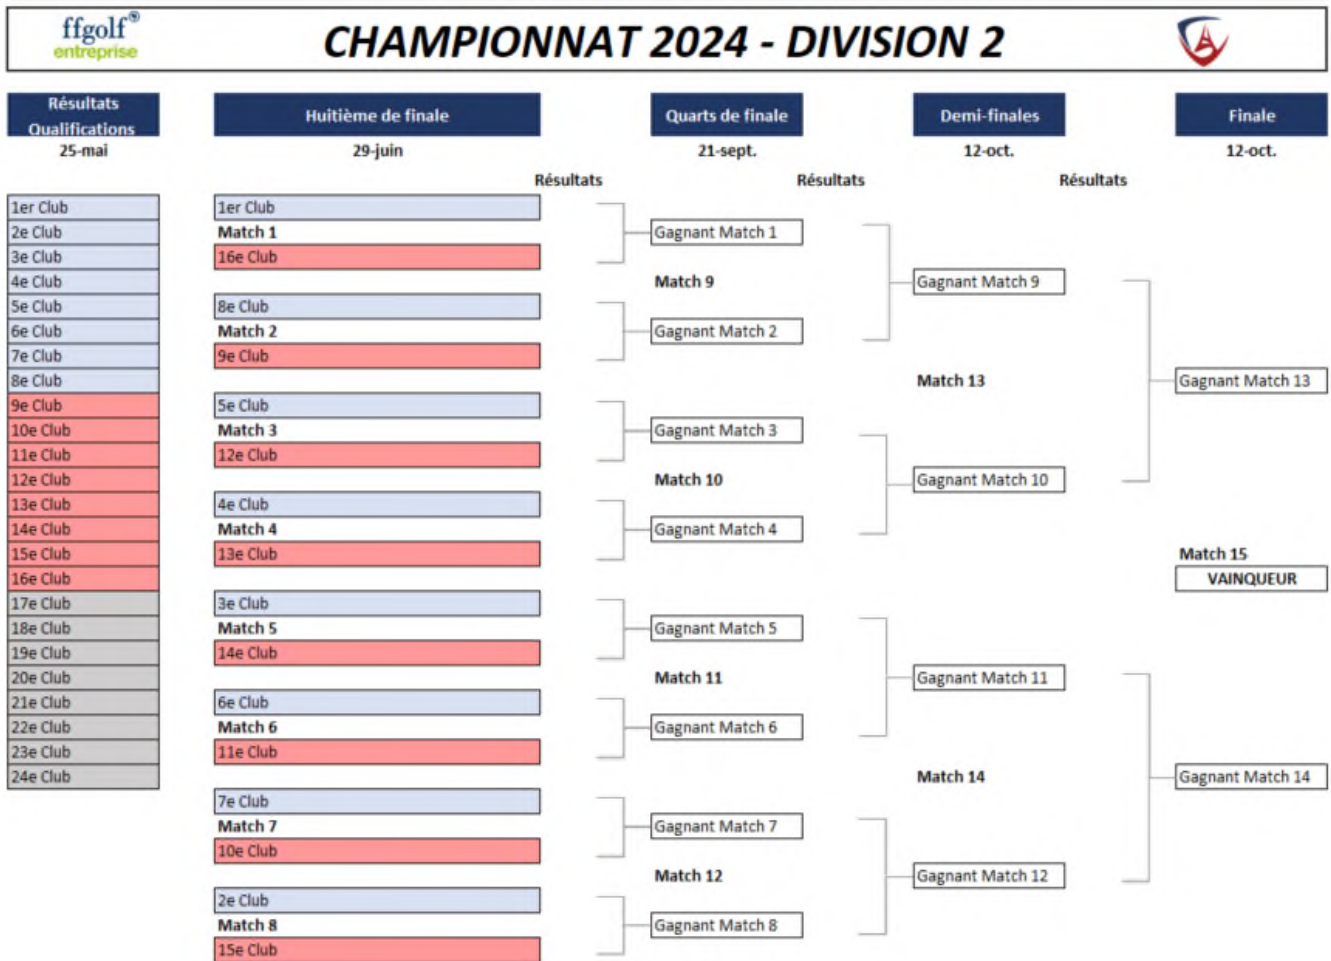 ffgolf
entreprise
CHAMPIONNAT 2024 - DIVISION 2
Résultats
Qualifications
25-mai
1er Club
2e Club
3e Club
4e Club
5e Club
6e Club
7e Club
8e Club
9e Club
10e Club
11e Club
12e Club
13e Club
14e Club
15e Club
16e Club
17e Club
18e Club
19e Club
20e Club
21e Club
22e Club
23e Club
24e Club
Huitième de finale
29-juin
Résultats
1er Club
Match 1
16e Club
8e Club
Match 2
9e Club
5e Club
Match 3
12e Club
4e Club
Match 4
13e Club
3e Club
Match 5
14e Club
6e Club
Match 6
11e Club
7e Club
Match 7
10e Club
2e Club
Match 8
15e Club
Quarts de finale
21-sept.
Résultats
Gagnant Match 1
Match 9
Gagnant Match 2
Gagnant Match 3
Match 10
Gagnant Match 4
Gagnant Match 5
Match 11
Gagnant Match 6
Gagnant Match 7
Match 12
Gagnant Match 8
Demi-finales
12-oct.
Résultats
Gagnant Match 9
Match 13
Gagnant Match 10
Gagnant Match 11
Match 14
Gagnant Match 12
Finale
12-oct.
Gagnant Match 13
Match 15
VAINQUEUR
Gagnant Match 14